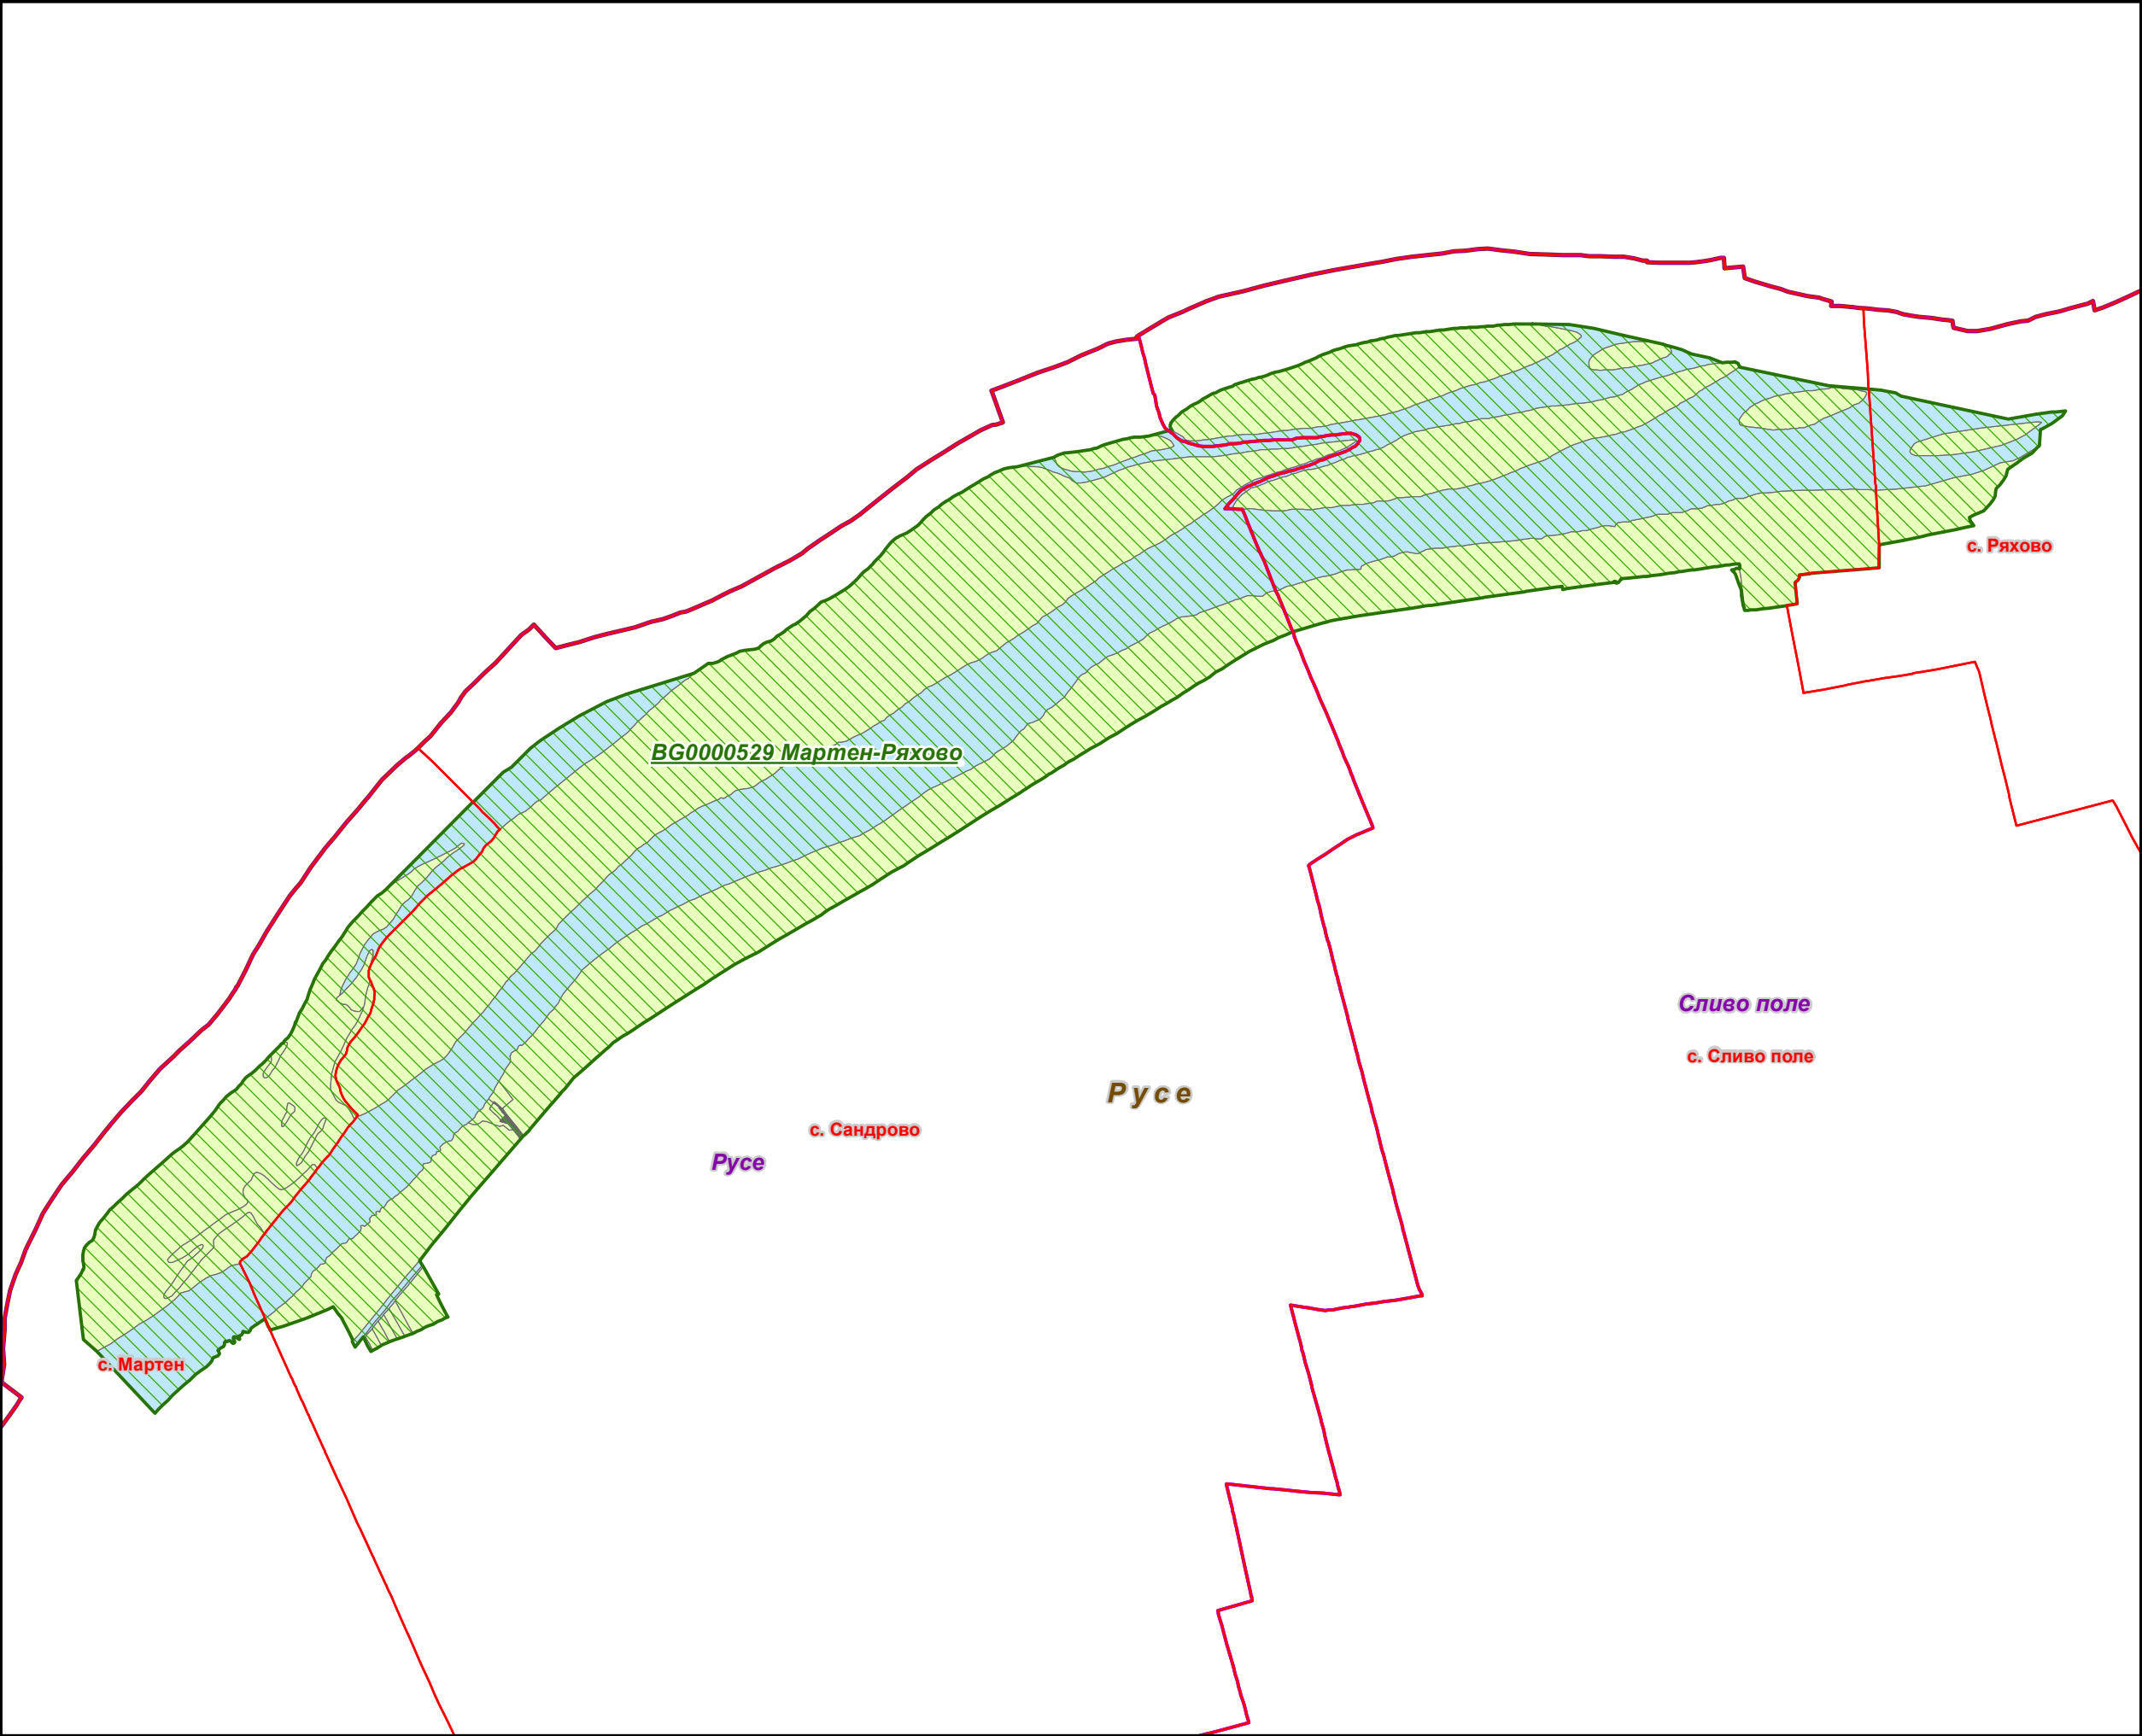 с. Ряхово
BG0000529 Мартен-Ряхово
Сливо поле
с. Сливо поле
Русе
с. Сандрово
Русе
с. Мартен